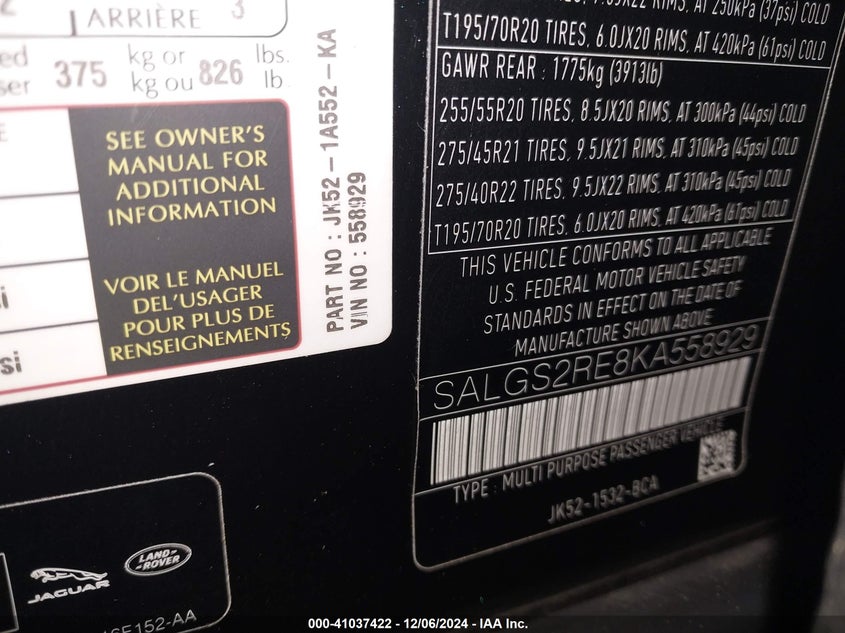 2
ARRIÈRE 3
375 kg or kg ou 826 lbs. lb
SEE OWNER'S
MANUAL FOR
ADDITIONAL
INFORMATION
VOIR LE MANUEL
DEL'USAGER
POUR PLUS DE
RENSEIGNEMENTS
PART NO : JK52 - 1A552 - KA
VIN NO : 558929
AT 250kPa (37psi) COLD
T195/70R20 TIRES, 6.0JX20 RIMS, AT 420kPa (61psi) COLD
GAWR REAR : 1775kg (3913lb)
255/55R20 TIRES, 8.5JX20 RIMS, AT 300kPa (44psi) COLD
275/45R21 TIRES, 9.5JX21 RIMS, AT 310kPa (45psi) COLD
275/40R22 TIRES, 9.5JX22 RIMS, AT 310kPa (45psi) COLD
T195/70R20 TIRES, 6.0JX20 RIMS, AT 420kPa (61psi) COLD
THIS VEHICLE CONFORMS TO ALL APPLICABLE
U.S. FEDERAL MOTOR VEHICLE SAFETY
STANDARDS IN EFFECT ON THE DATE OF
MANUFACTURE SHOWN ABOVE
SALGS2RE8KA558929
TYPE : MULTI PURPOSE PASSENGER VEHICLE
JK52-1532-BCA
JAGUAR
LAND-ROVER
000-41037422 - 12/06/2024 - IAA Inc.